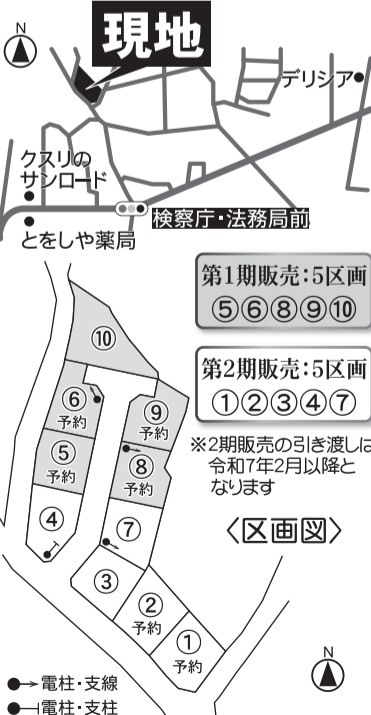 N
現地
デリシア
クスリの
サンロード
とをしや薬局
検察庁・法務局前
第1期販売:5区画
⑤⑥⑧⑨⑩
第2期販売:5区画
①②③④⑦
※2期販売の引き渡しは
令和7年2月以降と
なります
〈区画図〉
⑩
⑥
予約
⑨
予約
⑤
予約
⑧
予約
④
⑦
③
②
予約
①
予約
N
電柱・支線
電柱・支柱